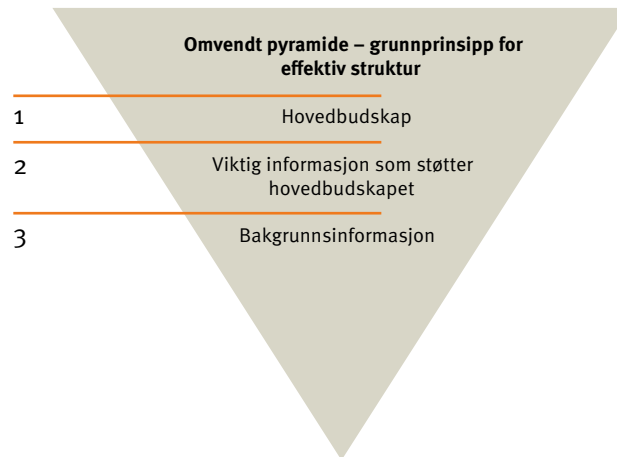 Omvendt pyramide – grunnprinsipp for
effektiv struktur
1 Hovedbudskap
2 Viktig informasjon som støtter
hovedbudskapet
3 Bakgrunnsinformasjon